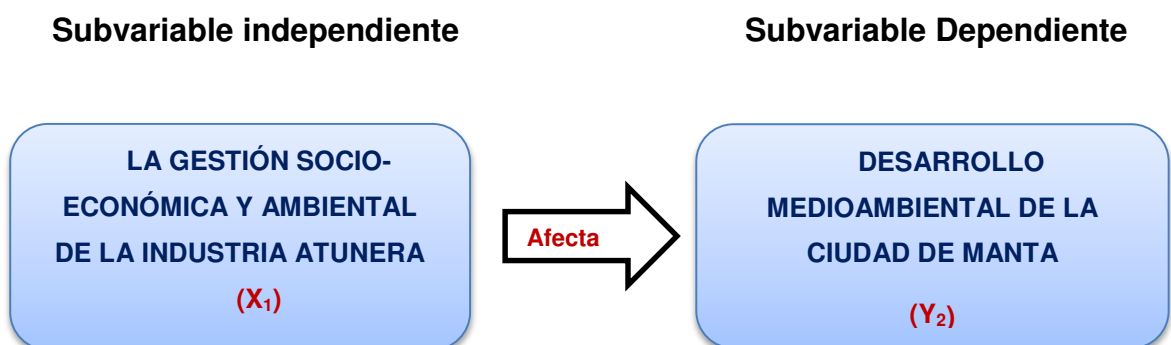 Subvariable independiente
Subvariable Dependiente
LA GESTIÓN SOCIO-
ECONÓMICA Y AMBIENTAL
DE LA INDUSTRIA ATUNERA
(X₁)
Afecta
DESARROLLO
MEDIOAMBIENTAL DE LA
CIUDAD DE MANTA
(Y₂)